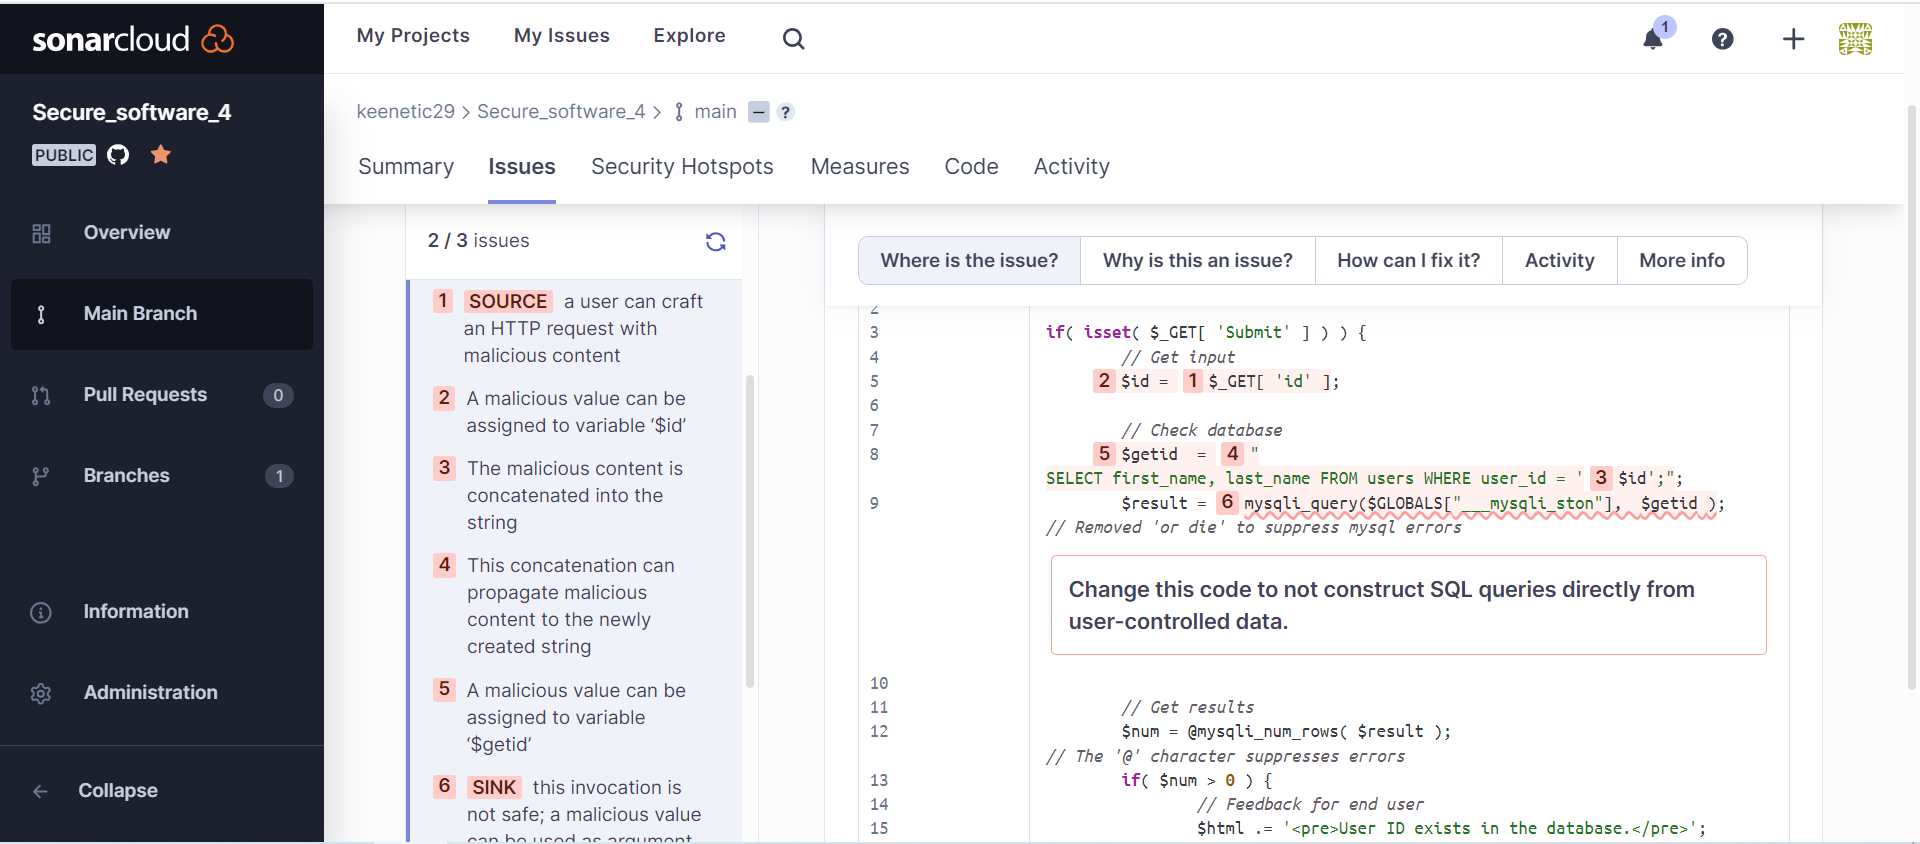 sonarcloud
My Projects My Issues Explore
1
Secure_software_4
PUBLIC
keenetic29 > Secure_software_4 > main ?
Summary Issues Security Hotspots Measures Code Activity
Overview
Main Branch
Pull Requests 0
Branches 1
Information
Administration
Collapse
2 / 3 issues
1 SOURCE a user can craft
an HTTP request with
malicious content
2 A malicious value can be
assigned to variable ‘$id’
3 The malicious content is
concatenated into the
string
4 This concatenation can
propagate malicious
content to the newly
created string
5 A malicious value can be
assigned to variable
‘$getid’
6 SINK this invocation is
not safe; a malicious value
can be used as argument
Where is the issue? Why is this an issue? How can I fix it? Activity More info
2
3 if( isset( $_GET[ 'Submit' ] ) ) {
4 // Get input
5 2 $id = 1 $_GET[ 'id' ];
6
7 // Check database
8 5 $getid = 4 "
SELECT first_name, last_name FROM users WHERE user_id = ' 3 $id';";
9 $result = 6 mysqli_query($GLOBALS["___mysqli_ston"], $getid );
// Removed 'or die' to suppress mysql errors
Change this code to not construct SQL queries directly from
user-controlled data.
10
11 // Get results
12 $num = @mysqli_num_rows( $result );
// The '@' character suppresses errors
13 if( $num > 0 ) {
14 // Feedback for end user
15 $html .= '<pre>User ID exists in the database.</pre>';